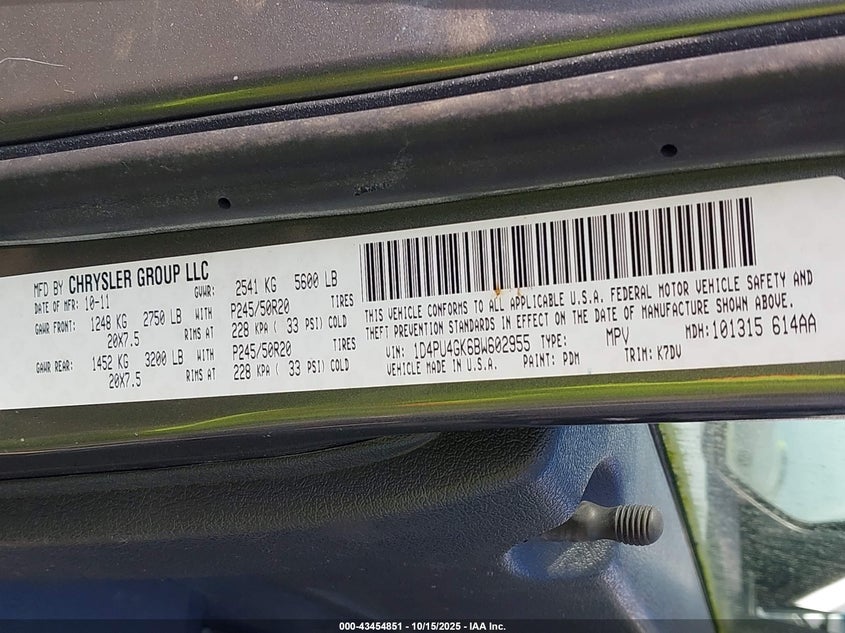 MFD BY CHRYSLER GROUP LLC
DATE OF MFR: 10-11 GVWR: 2541 KG 5600 LB
GAWR FRONT: 1248 KG 2750 LB WITH P245/50R20 TIRES
20X7.5 RIMS AT 228 KPA ( 33 PSI) COLD
GAWR REAR: 1452 KG 3200 LB WITH P245/50R20 TIRES
20X7.5 RIMS AT 228 KPA ( 33 PSI) COLD
THIS VEHICLE CONFORMS TO ALL APPLICABLE U.S.A. FEDERAL MOTOR VEHICLE SAFETY AND
THEFT PREVENTION STANDARDS IN EFFECT ON THE DATE OF MANUFACTURE SHOWN ABOVE.
VIN: 1D4PU4GK6BW602955 TYPE: MPV MDH: 101315 614AA
VEHICLE MADE IN U.S.A. PAINT: PDM TRIM: K7DV
000-43454851 - 10/15/2025 - IAA Inc.